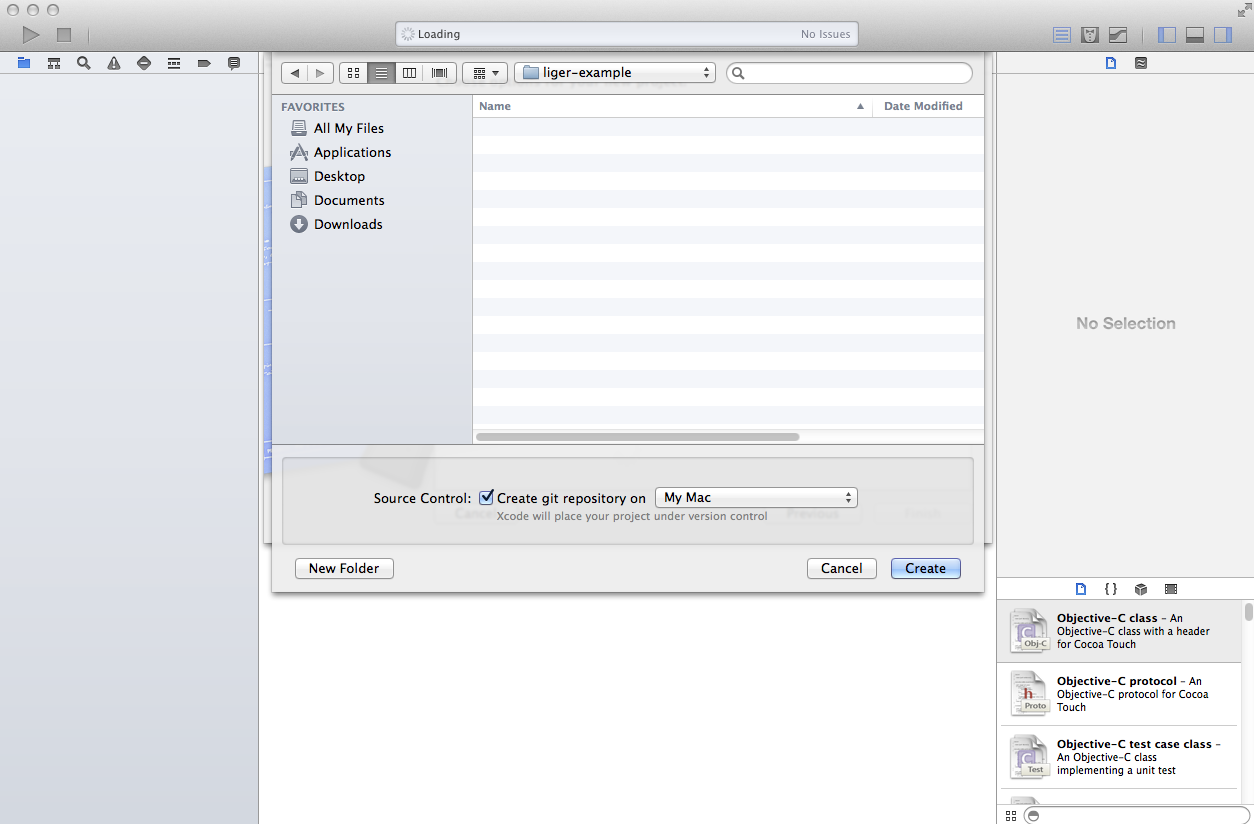 Loading
No Issues
liger-example
FAVORITES
All My Files
Applications
Desktop
Documents
Downloads
Name
Date Modified
No Selection
Source Control:
Create git repository on
My Mac
Xcode will place your project under version control
New Folder
Cancel
Create
Objective-C class – An
Objective-C class with a header
for Cocoa Touch
Obj-C
Objective-C protocol – An
Objective-C protocol for Cocoa
Touch
h
Proto
Objective-C test case class –
An Objective-C class
implementing a unit test
C
Test